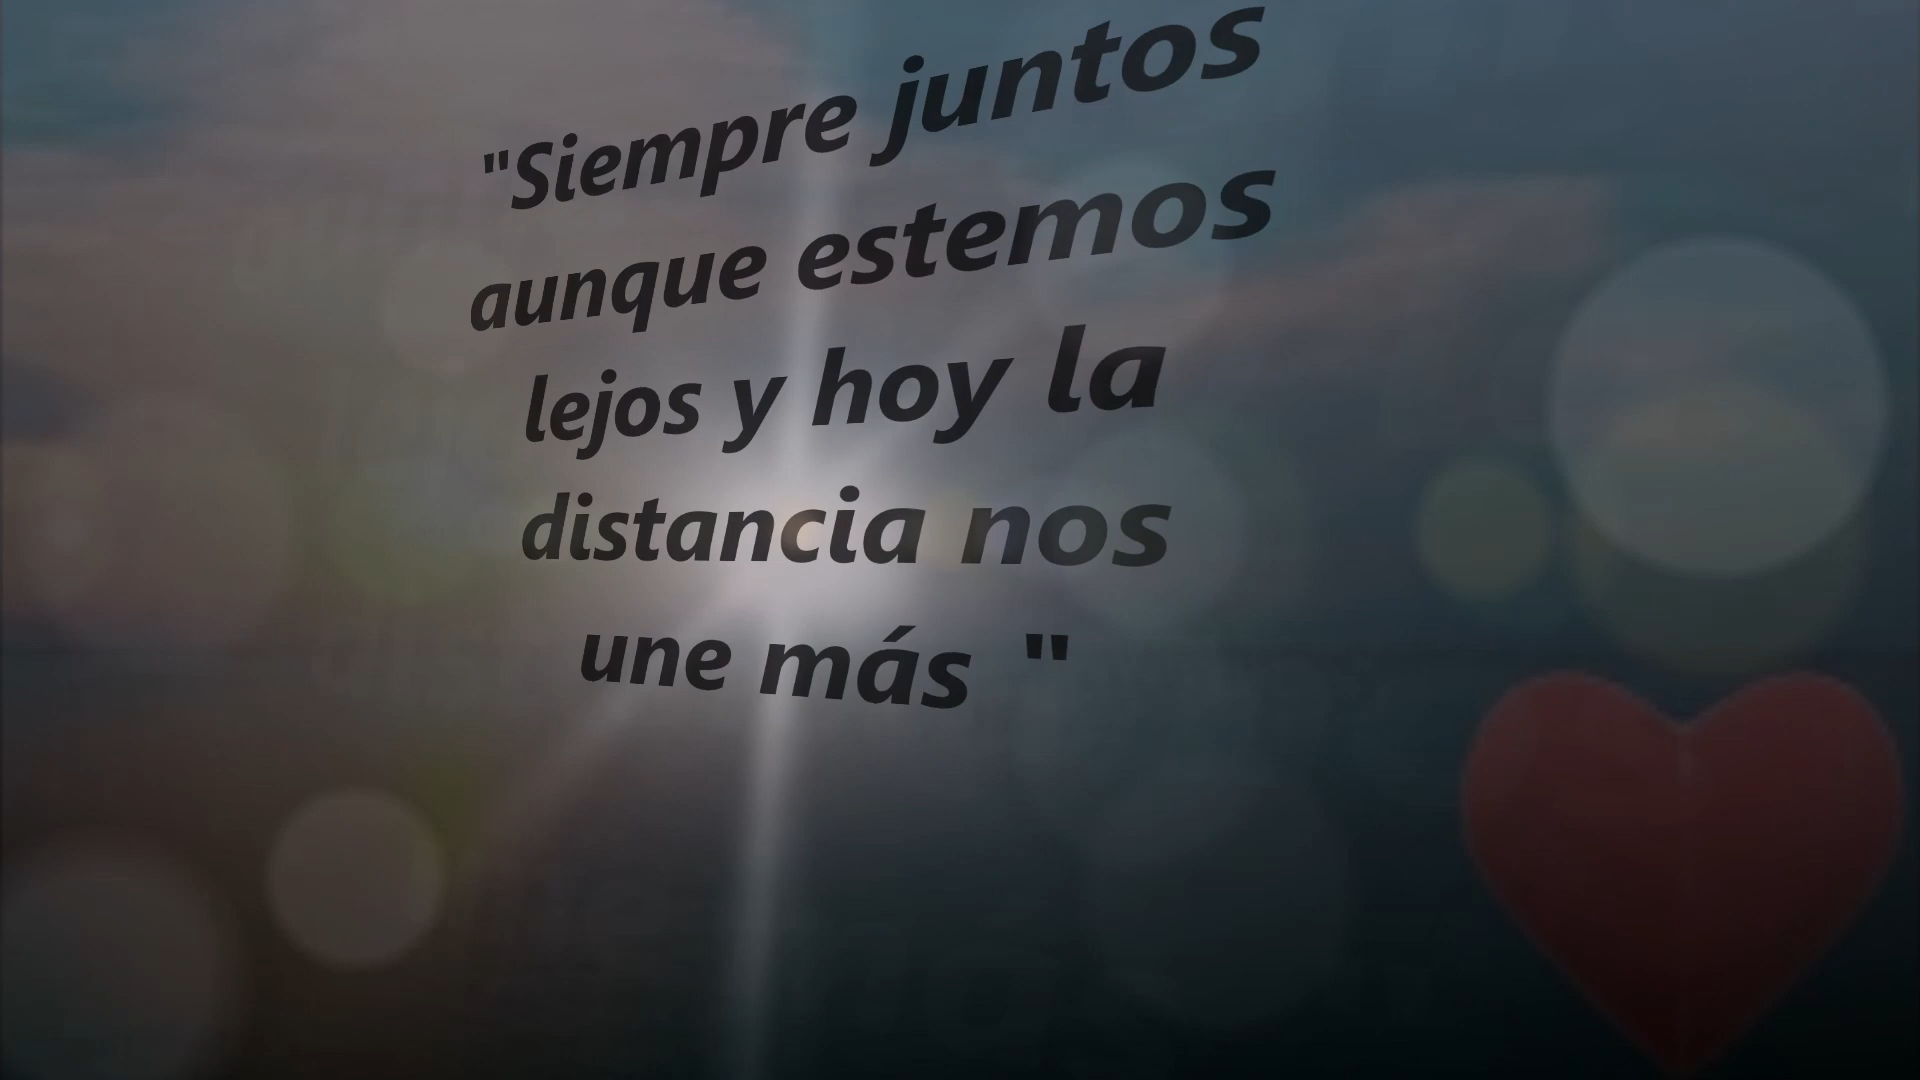 "Siempre juntos
aunque estemos
lejos y hoy la
distancia nos
une más "